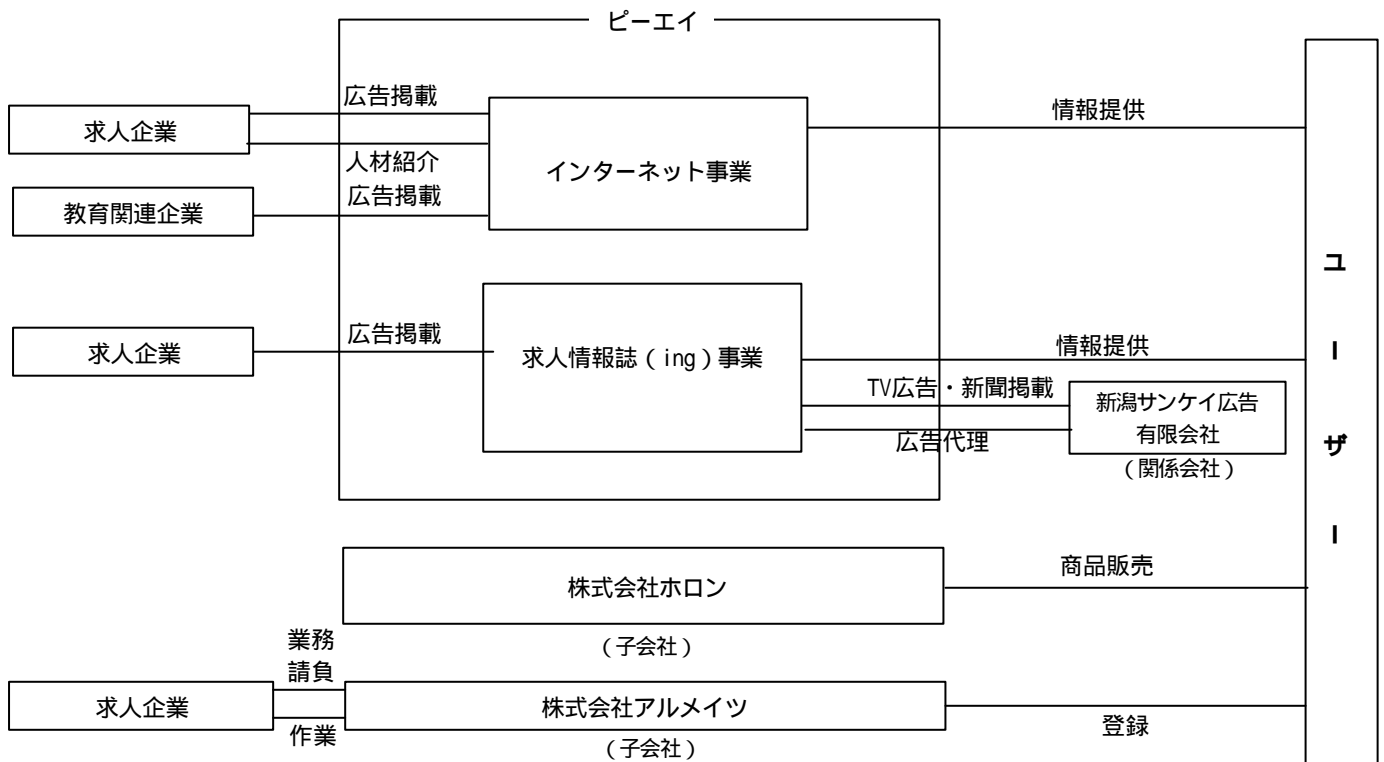 ピーエイ
広告掲載
求人企業
人材紹介
インターネット事業
情報提供
教育関連企業
広告掲載
求人企業
広告掲載
求人情報誌（ing）事業
情報提供
TV広告・新聞掲載
広告代理
新潟サンケイ広告
有限会社
（関係会社）
ユーザー
株式会社ホロン
（子会社）
商品販売
求人企業
業務
請負
作業
株式会社アルメイツ
（子会社）
登録